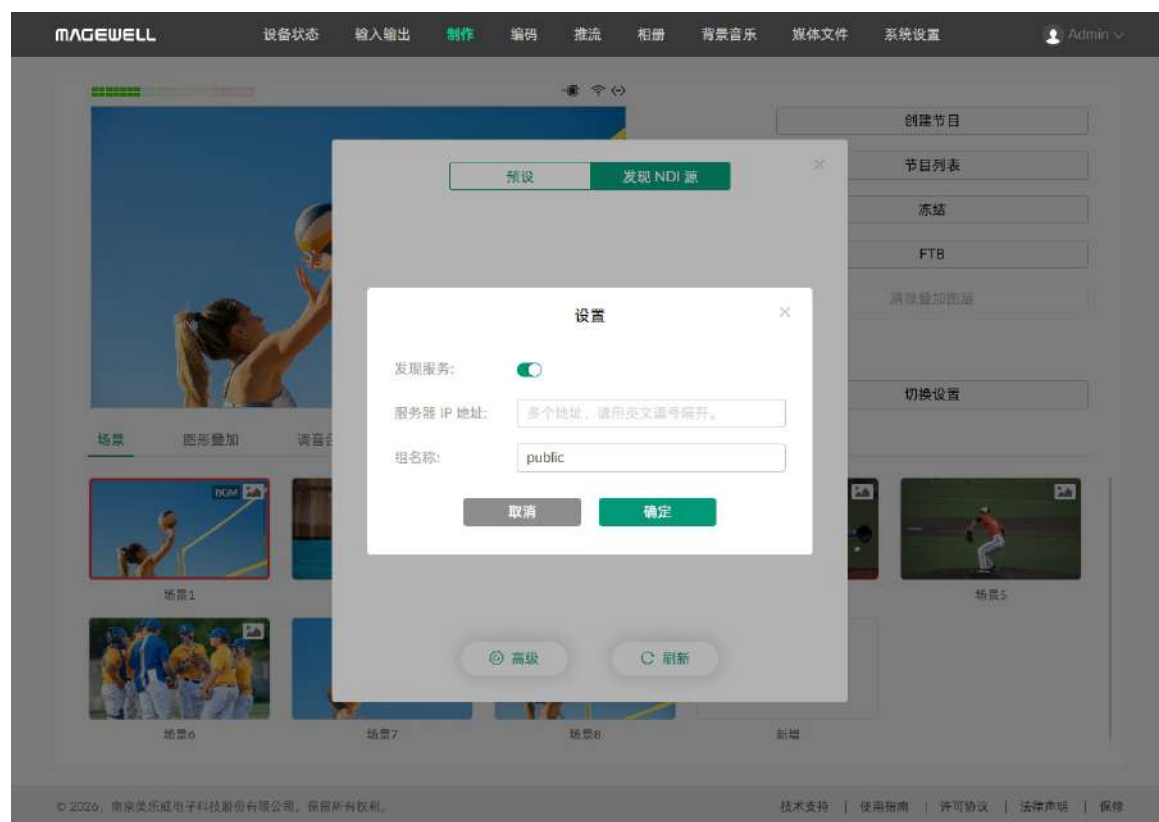 MAGEWELL 设备状态 输入输出 制作 编码 推流 相册 背景音乐 媒体文件 系统设置 Admin
创建节目
预设 发现 NDI 源
节目列表
冻结
FTB
清除叠加图层
设置
发现服务:
切换设置
服务器 IP 地址: 多个地址，请用英文逗号隔开。
场景 图形叠加 调音台
组名称: public
BGM
取消 确定
场景1 场景5
高级 刷新
场景6 场景7 场景8 新增
© 2026, 南京美乐威电子科技股份有限公司。保留所有权利。 技术支持 | 使用指南 | 许可协议 | 法律声明 | 保修